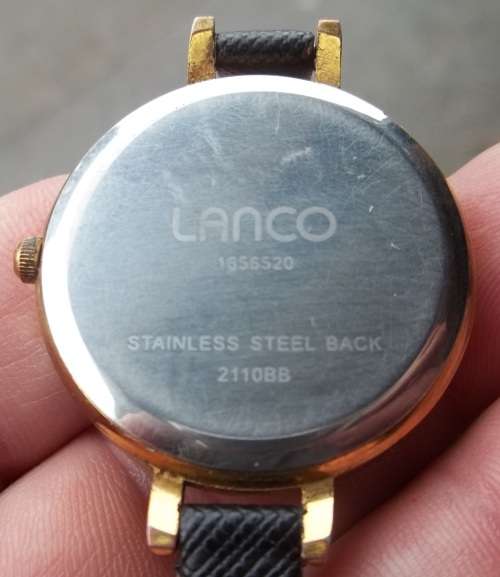 LANCO
1656520
STAINLESS STEEL BACK
2110BB